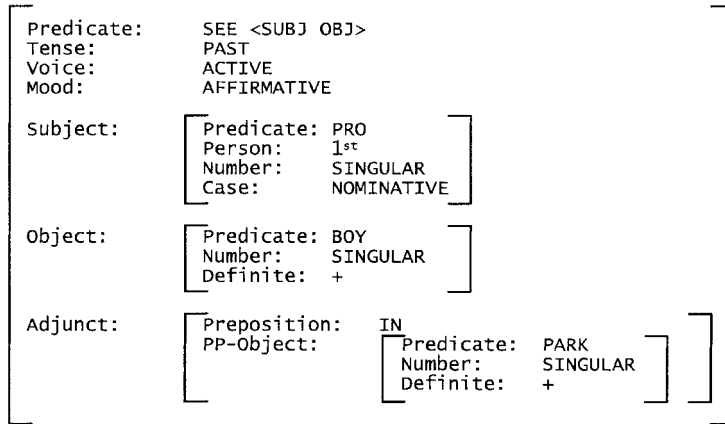 Predicate: SEE <SUBJ OBJ>
Tense: PAST
Voice: ACTIVE
Mood: AFFIRMATIVE
Subject: Predicate: PRO
Person: 1st
Number: SINGULAR
Case: NOMINATIVE
Object: Predicate: BOY
Number: SINGULAR
Definite: +
Adjunct: Preposition: IN
PP-Object: Predicate: PARK
Number: SINGULAR
Definite: +